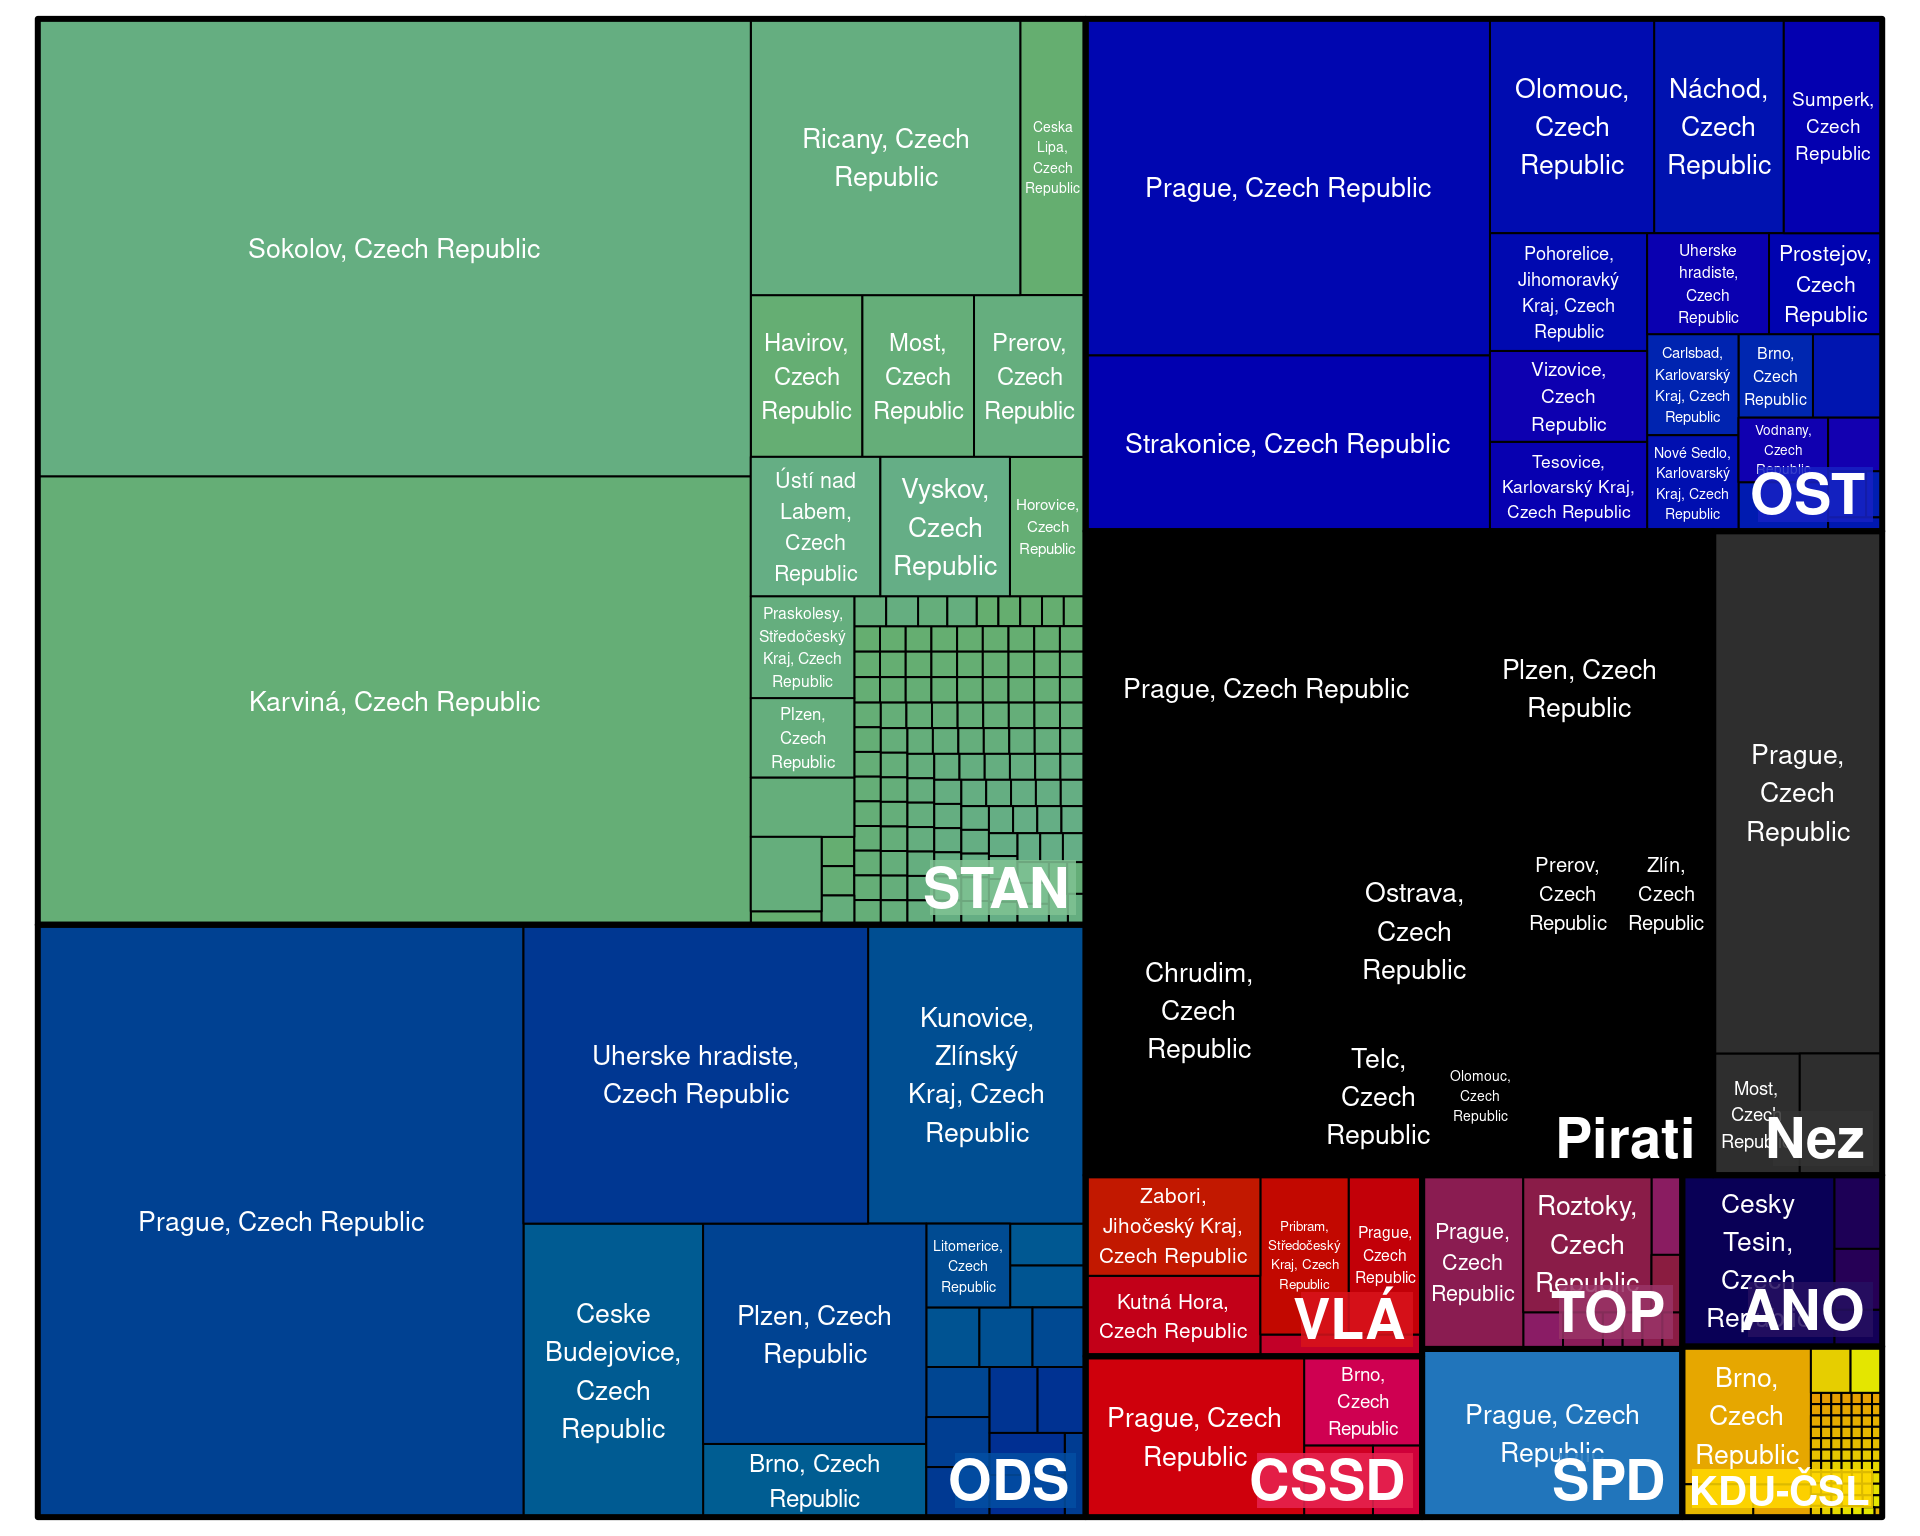 Sokolov, Czech Republic
Ricany, Czech
Republic
Ceska
Lipa,
Czech
Republic
Havirov,
Czech
Republic
Most,
Czech
Republic
Prerov,
Czech
Republic
Karviná, Czech Republic
Ústí nad
Labem,
Czech
Republic
Vyskov,
Czech
Republic
Horovice,
Czech
Republic
Praskolesy,
Středočeský
Kraj, Czech
Republic
Plzen,
Czech
Republic
STAN
Prague, Czech Republic
Uherske hradiste,
Czech Republic
Kunovice,
Zlínský
Kraj, Czech
Republic
Ceske
Budejovice,
Czech
Republic
Plzen, Czech
Republic
Brno, Czech
Republic
Litomerice,
Czech
Republic
ODS
Prague, Czech Republic
Strakonice, Czech Republic
Olomouc,
Czech
Republic
Náchod,
Czech
Republic
Sumperk,
Czech
Republic
Pohorelice,
Jihomoravký
Kraj, Czech
Republic
Uherske
hradiste,
Czech
Republic
Prostejov,
Czech
Republic
Vizovice,
Czech
Republic
Tesovice,
Karlovarský Kraj,
Czech Republic
Carlsbad,
Karlovarský
Kraj, Czech
Republic
Brno,
Czech
Republic
Nové Sedlo,
Karlovarský
Kraj, Czech
Republic
Vodnany,
Czech
Republic
OST
Prague, Czech Republic
Plzen, Czech
Republic
Chrudim,
Czech
Republic
Ostrava,
Czech
Republic
Prerov,
Czech
Republic
Zlín,
Czech
Republic
Telc,
Czech
Republic
Olomouc,
Czech
Republic
Pirati
Prague,
Czech
Republic
Most,
Czech
Republic
Nez
Zabori,
Jihočeský Kraj,
Czech Republic
Kutná Hora,
Czech Republic
Pribram,
Středočeský
Kraj, Czech
Republic
Prague,
Czech
Republic
VLÁ
Prague,
Czech
Republic
Roztoky,
Czech
Republic
TOP
Cesky
Tesin,
Czech
Republic
ANO
Prague, Czech
Republic
Brno,
Czech
Republic
CSSD
Prague, Czech
Republic
SPD
Brno,
Czech
Republic
KDU-ČSL